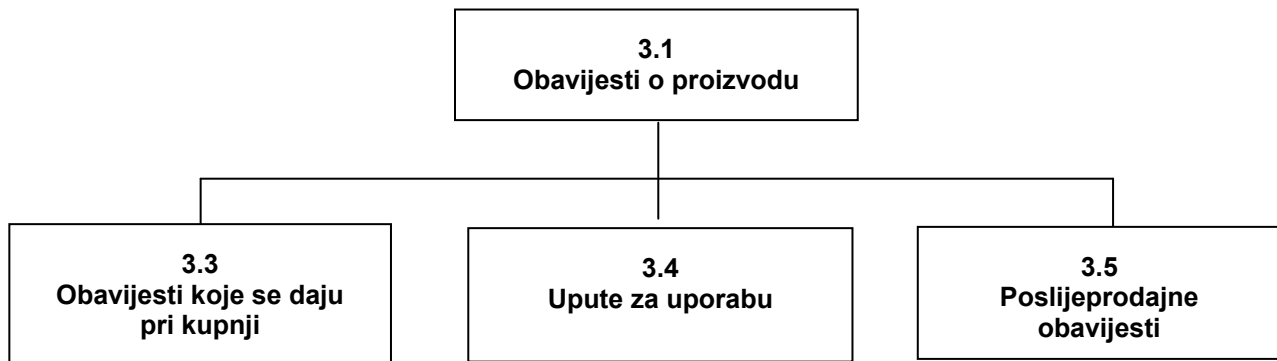 3.1
Obavijesti o proizvodu
3.3
Obavijesti koje se daju
pri kupnji
3.4
Upute za uporabu
3.5
Poslijeprodajne
obavijesti